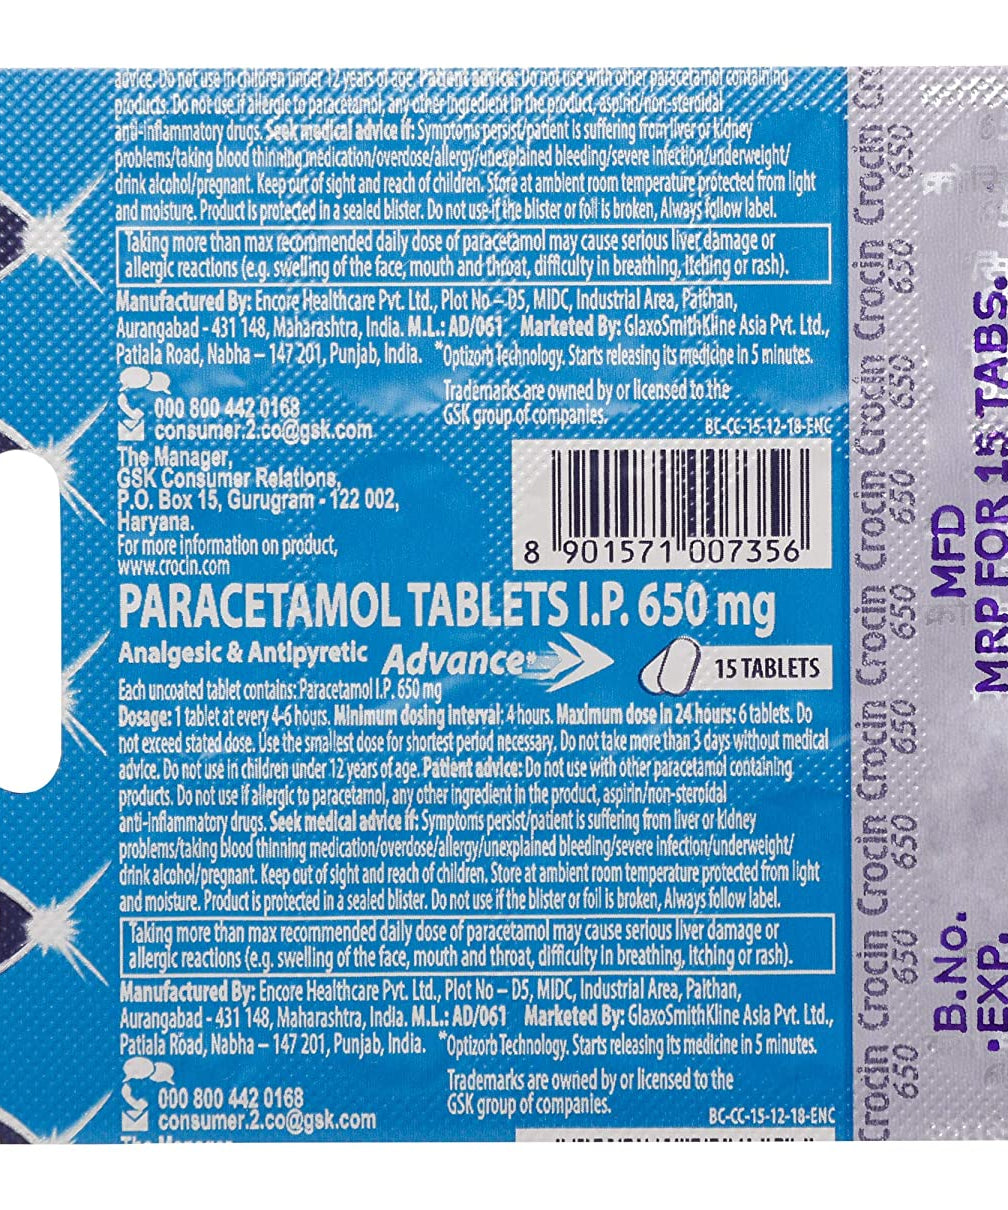 advice. Do not use in children under 12 years of age. Patient advice: Do not use with other paracetamol containing
products. Do not use if allergic to paracetamol, any other ingredient in the product, aspirin/non-steroidal
anti-inflammatory drugs. Seek medical advice if: Symptoms persist/patient is suffering from liver or kidney
problems/taking blood thinning medication/overdose/allergy/unexplained bleeding/severe infection/underweight/
drink alcohol/pregnant. Keep out of sight and reach of children. Store at ambient room temperature protected from light
and moisture. Product is protected in a sealed blister. Do not use if the blister or foil is broken, Always follow label.
Taking more than max recommended daily dose of paracetamol may cause serious liver damage or
allergic reactions (e.g. swelling of the face, mouth and throat, difficulty in breathing, itching or rash).
Manufactured By: Encore Healthcare Pvt. Ltd., Plot No – D5, MIDC, Industrial Area, Paithan,
Aurangabad - 431 148, Maharashtra, India. M.L.: AD/061 Marketed By: GlaxoSmithKline Asia Pvt. Ltd.,
Patiala Road, Nabha – 147 201, Punjab, India. *Optizorb Technology. Starts releasing its medicine in 5 minutes.
000 800 442 0168
consumer.2.co@gsk.com
Trademarks are owned by or licensed to the
GSK group of companies.
BC-CC-15-12-18-ENC
The Manager,
GSK Consumer Relations,
P.O. Box 15, Gurugram - 122 002,
Haryana.
For more information on product,
www.crocin.com
8 901571 007356
PARACETAMOL TABLETS I.P. 650 mg
Analgesic & Antipyretic Advance*
15 TABLETS
Each uncoated tablet contains: Paracetamol I.P. 650 mg
Dosage: 1 tablet at every 4-6 hours. Minimum dosing interval: 4 hours. Maximum dose in 24 hours: 6 tablets. Do
not exceed stated dose. Use the smallest dose for shortest period necessary. Do not take more than 3 days without medical
advice. Do not use in children under 12 years of age. Patient advice: Do not use with other paracetamol containing
products. Do not use if allergic to paracetamol, any other ingredient in the product, aspirin/non-steroidal
anti-inflammatory drugs. Seek medical advice if: Symptoms persist/patient is suffering from liver or kidney
problems/taking blood thinning medication/overdose/allergy/unexplained bleeding/severe infection/underweight/
drink alcohol/pregnant. Keep out of sight and reach of children. Store at ambient room temperature protected from light
and moisture. Product is protected in a sealed blister. Do not use if the blister or foil is broken, Always follow label.
Taking more than max recommended daily dose of paracetamol may cause serious liver damage or
allergic reactions (e.g. swelling of the face, mouth and throat, difficulty in breathing, itching or rash).
Manufactured By: Encore Healthcare Pvt. Ltd., Plot No – D5, MIDC, Industrial Area, Paithan,
Aurangabad - 431 148, Maharashtra, India. M.L.: AD/061 Marketed By: GlaxoSmithKline Asia Pvt. Ltd.,
Patiala Road, Nabha – 147 201, Punjab, India. *Optizorb Technology. Starts releasing its medicine in 5 minutes.
000 800 442 0168
consumer.2.co@gsk.com
Trademarks are owned by or licensed to the
GSK group of companies.
BC-CC-15-12-18-ENC
The Manager
Crocin Crocin Crocin Crocin Crocin Crocin Crocin Crocin
650 650 650 650 650 650 650 650 650
B.No. MFD
EXP. MRP FOR 15 TABS.